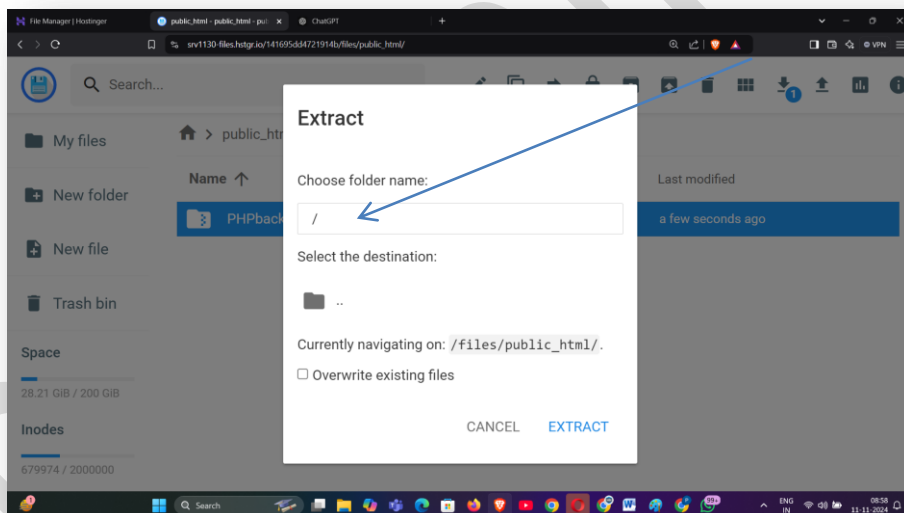 File Manager | Hostinger
public_html - public_html - pub
ChatGPT
srv1130-files.hstgr.io/141695dd4721914b/files/public_html/
VPN
Search...
1
My files
New folder
New file
Trash bin
Space
28.21 GiB / 200 GiB
Inodes
679974 / 2000000
> public_htm
Name
Last modified
PHPback
a few seconds ago
Extract
Choose folder name:
/
Select the destination:
..
Currently navigating on: /files/public_html/.
Overwrite existing files
CANCEL EXTRACT
Search
99+
ENG
IN
08:58
11-11-2024